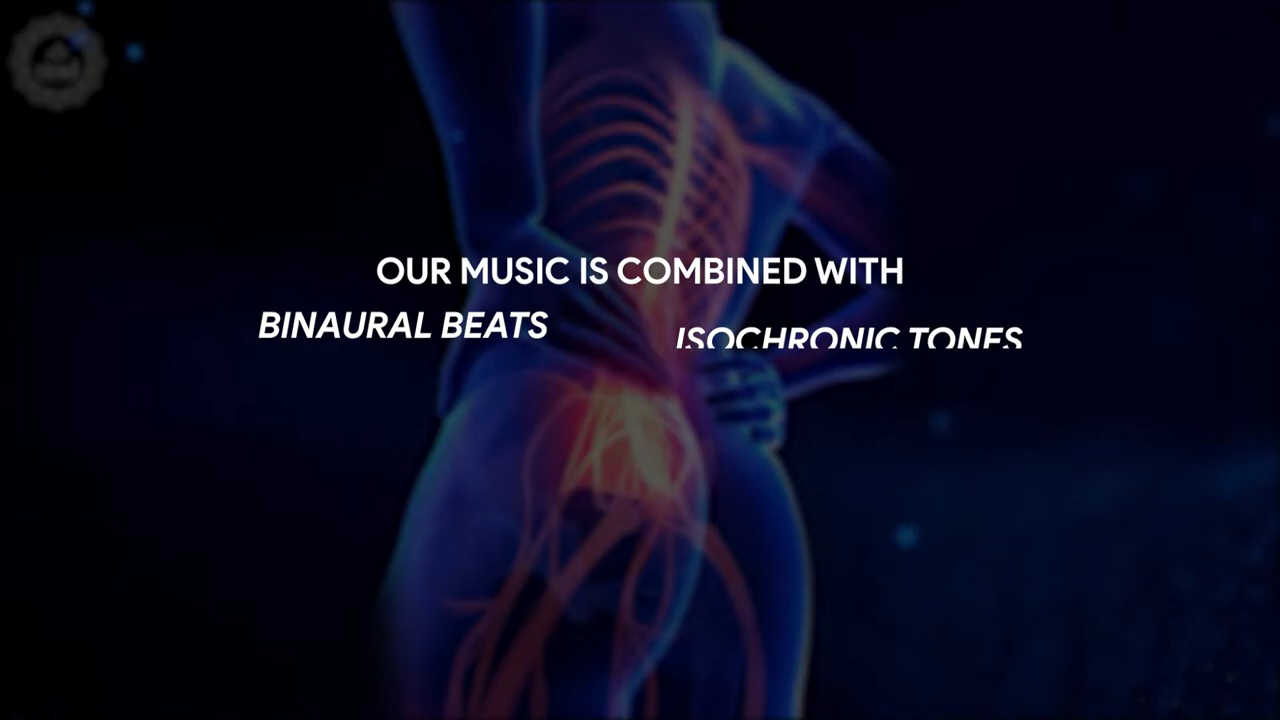 OUR MUSIC IS COMBINED WITH
BINAURAL BEATS
ISOCHRONIC TONES